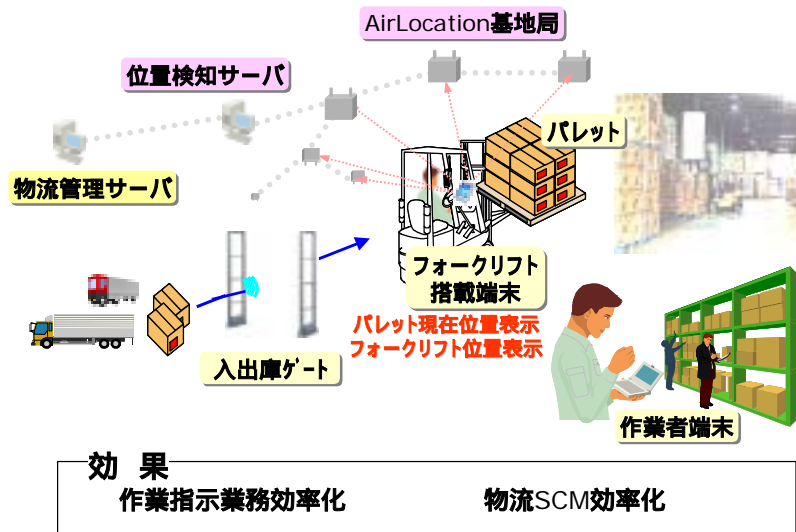 AirLocation基地局
位置検知サーバ
パレット
物流管理サーバ
フォークリフト
搭載端末
パレット現在位置表示
フォークリフト位置表示
入出庫ｹﾞｰﾄ
作業者端末
効 果
作業指示業務効率化
物流SCM効率化